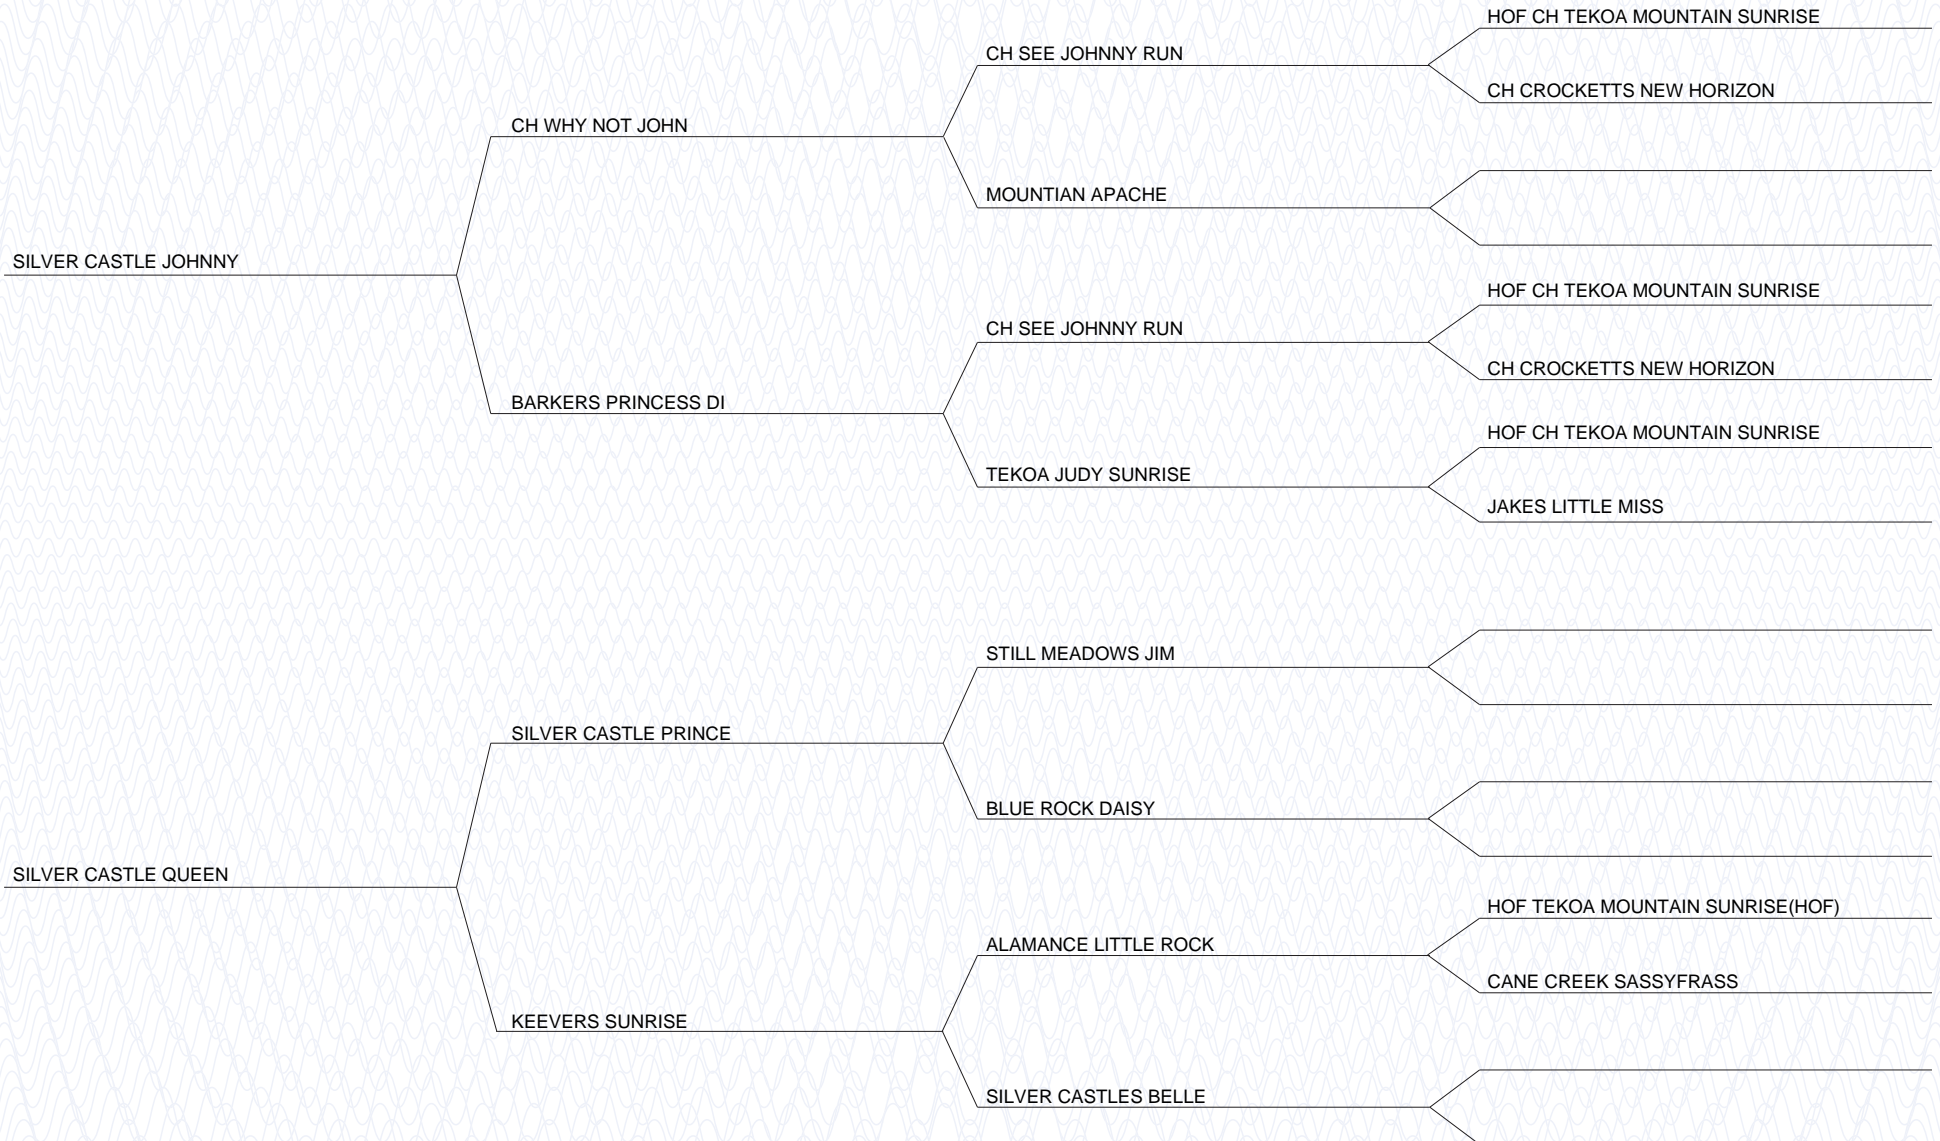 HOF CH TEKOA MOUNTAIN SUNRISE
CH SEE JOHNNY RUN
CH CROCKETTS NEW HORIZON
CH WHY NOT JOHN
MOUNTIAN APACHE
SILVER CASTLE JOHNNY
HOF CH TEKOA MOUNTAIN SUNRISE
CH SEE JOHNNY RUN
CH CROCKETTS NEW HORIZON
BARKERS PRINCESS DI
HOF CH TEKOA MOUNTAIN SUNRISE
TEKOA JUDY SUNRISE
JAKES LITTLE MISS
STILL MEADOWS JIM
SILVER CASTLE PRINCE
BLUE ROCK DAISY
SILVER CASTLE QUEEN
HOF TEKOA MOUNTAIN SUNRISE(HOF)
ALAMANCE LITTLE ROCK
CANE CREEK SASSYFRASS
KEEVERS SUNRISE
SILVER CASTLES BELLE